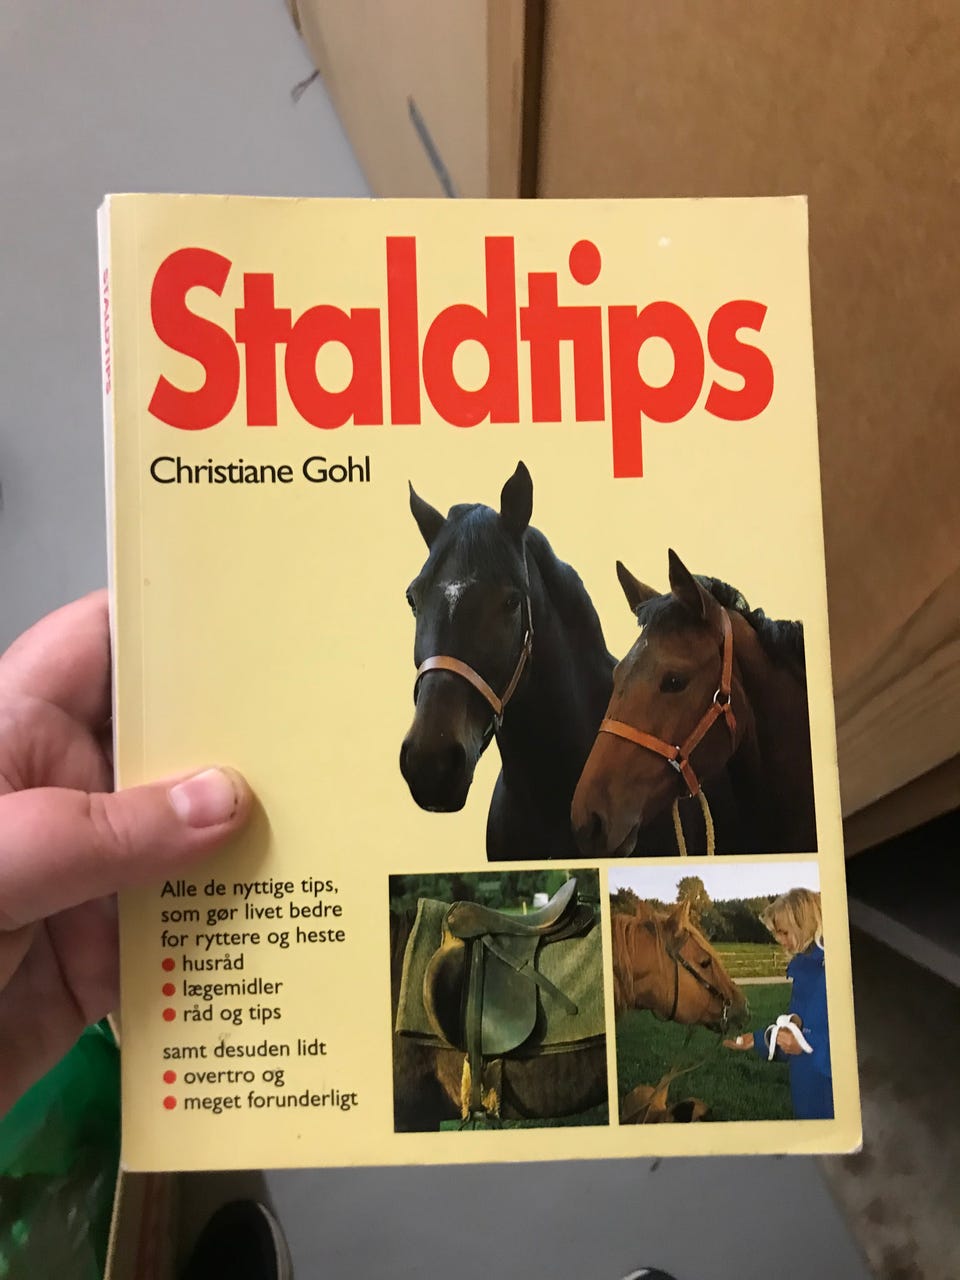 Staldtips
Christiane Gohl
Alle de nyttige tips,
som gør livet bedre
for ryttere og heste
husråd
lægemidler
råd og tips
samt desuden lidt
overtro og
meget forunderligt
STALDTIPS